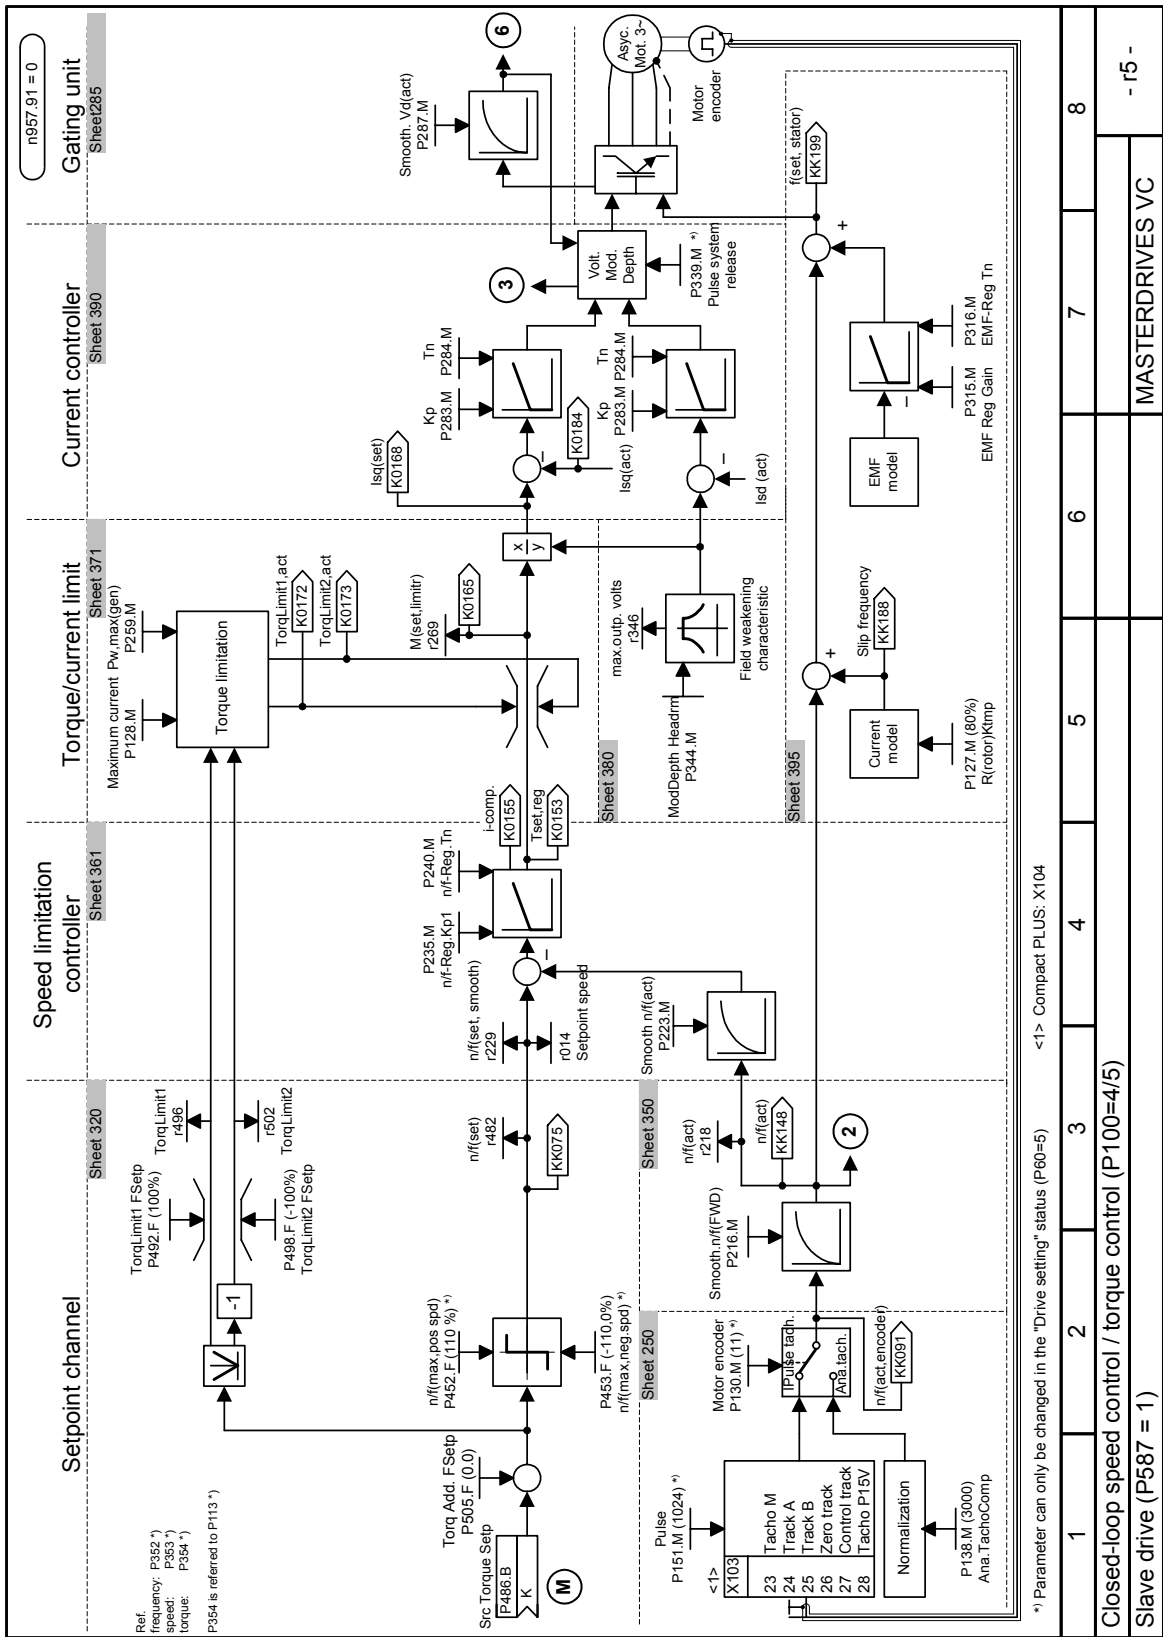 n957.91 = 0
Setpoint channel
Speed limitation
controller
Torque/current limit
Current controller
Gating unit
Sheet 320
Sheet 361
Sheet 371
Sheet 390
Sheet285
Ref.
frequency: P352 *)
speed: P353 *)
torque: P354 *)
P354 is referred to P113 *)
TorqLimit1 FSetp
P492.F (100%)
TorqLimit1
r496
-1
P498.F (-100%)
TorqLimit2 FSetp
r502
TorqLimit2
Maximum current
P128.M
Pw,max(gen)
P259.M
Torque limitation
TorqLimit1,act
K0172
TorqLimit2,act
K0173
Smooth. Vd(act)
P287.M
6
Src Torque Setp
P486.B
K
M
Torq Add. FSetp
P505.F (0.0)
n/f(max,pos spd)
P452.F (110 %) *)
P453.F (-110,0%)
n/f(max,neg.spd) *)
n/f(set)
r482
KK075
n/f(set, smooth)
r229
r014
Setpoint speed
P235.M
n/f-Reg.Kp1
P240.M
n/f-Reg.Tn
i-comp.
K0155
Tset,reg
K0153
M(set,limitr)
r269
K0165
x
y
Isq(set)
K0168
Kp
P283.M
Tn
P284.M
K0184
Isq(act)
3
Volt.
Mod.
Depth
P339.M *)
Pulse system
release
Asyc.
Mot. 3~
Motor
encoder
Kp
P283.M
Tn
P284.M
Isd (act)
Sheet 380
max.outp. volts
r346
ModDepth Headrm
P344.M
Field weakening
characteristic
Sheet 250
Sheet 350
Sheet 395
Pulse
P151.M (1024) *)
<1>
X103
23 Tacho M
24 Track A
25 Track B
26 Zero track
27 Control track
28 Tacho P15V
Normalization
P138.M (3000)
Ana.TachoComp
Motor encoder
P130.M (11) *)
IPulse tach.
Ana.tach.
n/f(act,encoder)
KK091
Smooth.n/f(FWD)
P216.M
n/f(act)
r218
n/f(act)
KK148
2
Smooth n/f(act)
P223.M
Slip frequency
KK188
Current
model
P127.M (80%)
R(rotor)Ktmp
EMF
model
P315.M
EMF Reg Gain
P316.M
EMF-Reg Tn
f(set, stator)
KK199
*) Parameter can only be changed in the "Drive setting" status (P60=5)
<1> Compact PLUS: X104
1 2 3 4 5 6 7 8
Closed-loop speed control / torque control (P100=4/5)
Slave drive (P587 = 1)
MASTERDRIVES VC
- r5 -